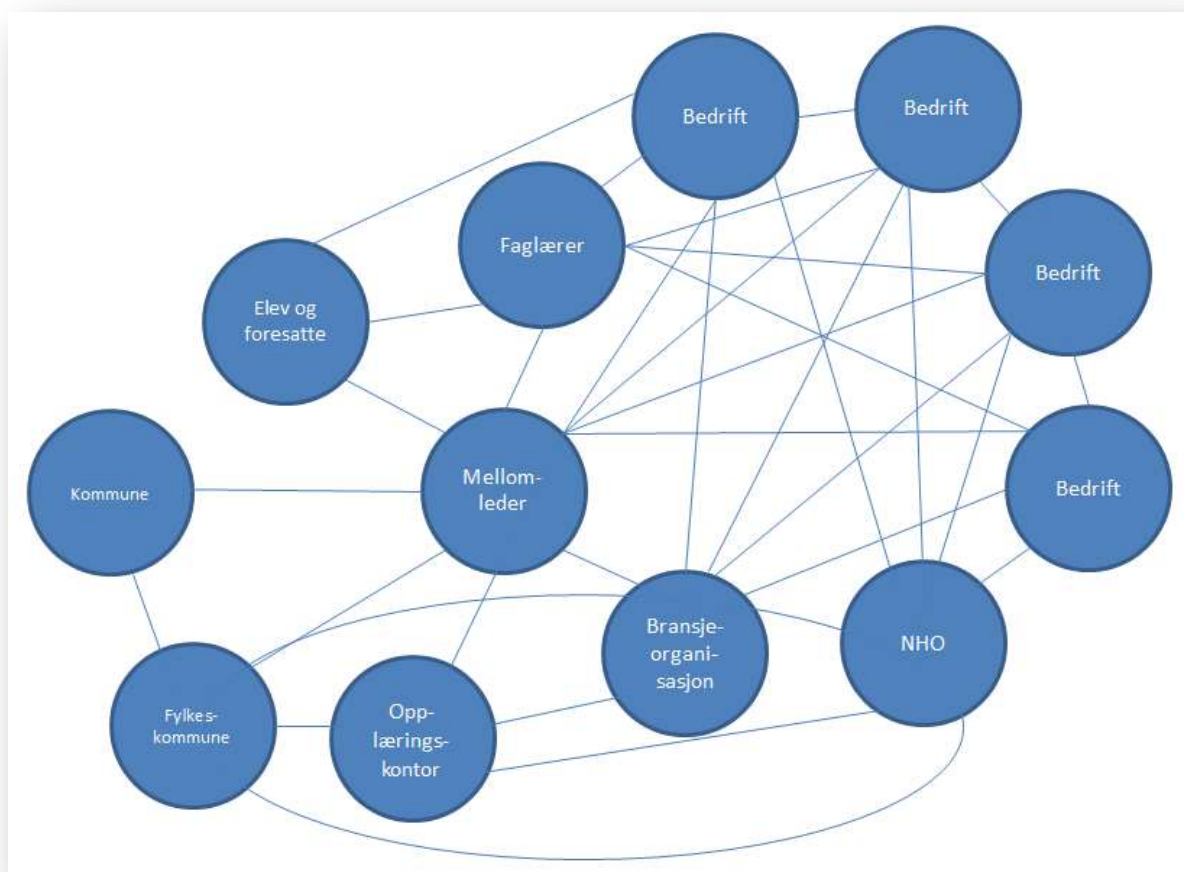 Bedrift
Bedrift
Faglærer
Bedrift
Elev og
foresatte
Mellom-
leder
Kommune
Bedrift
Bransje-
organi-
sasjon
NHO
Fylkes-
kommune
Opp-
lærings-
kontor